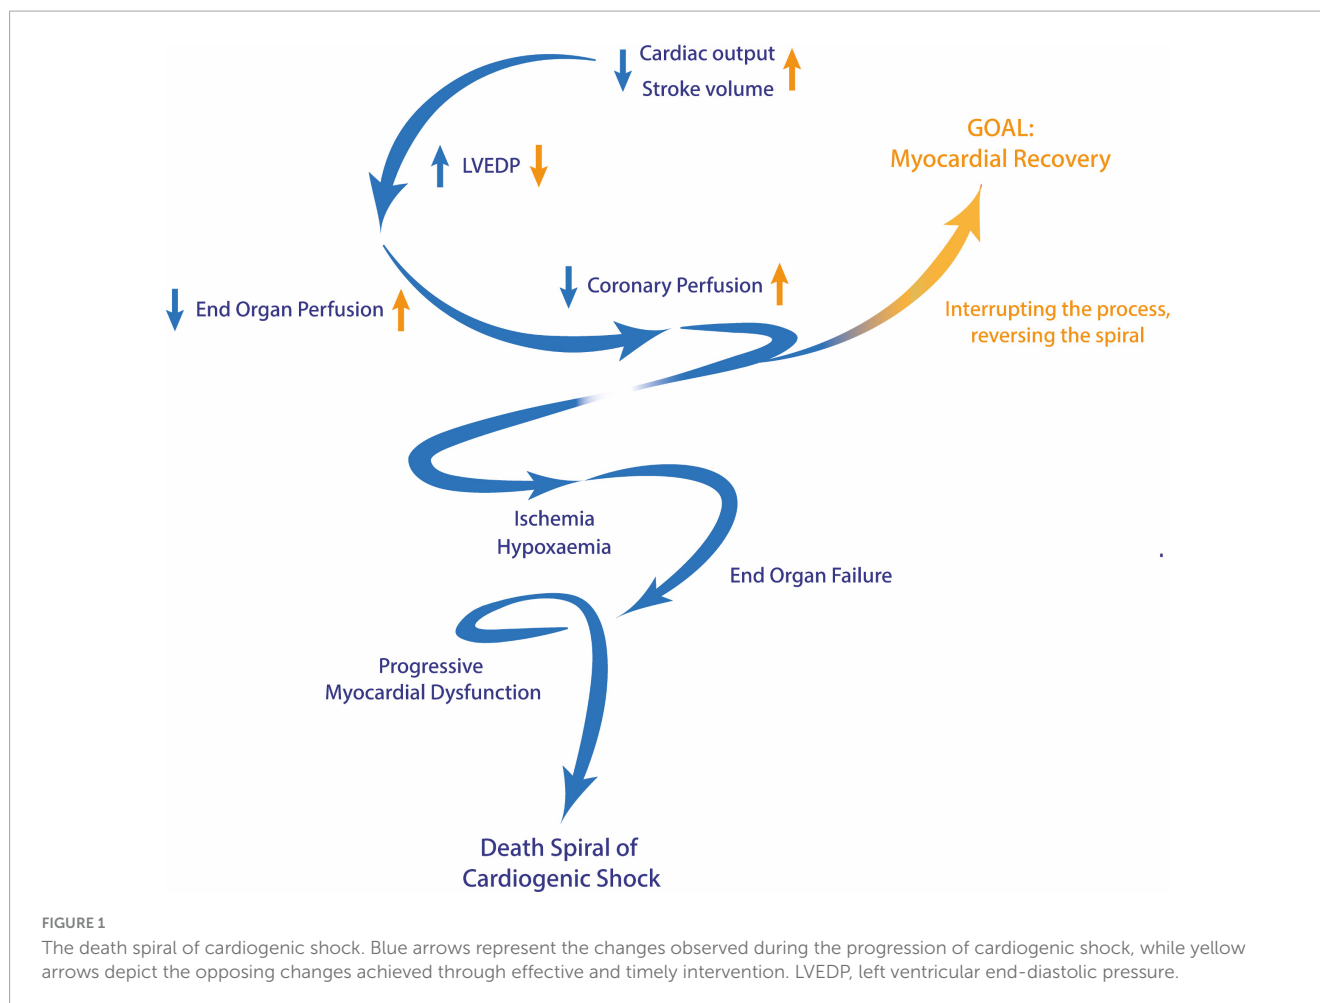 Cardiac output
Stroke volume
GOAL:
Myocardial Recovery
LVEDP
Coronary Perfusion
End Organ Perfusion
Interrupting the process,
reversing the spiral
Ischemia
Hypoxaemia
End Organ Failure
Progressive
Myocardial Dysfunction
Death Spiral of
Cardiogenic Shock
FIGURE 1
The death spiral of cardiogenic shock. Blue arrows represent the changes observed during the progression of cardiogenic shock, while yellow
arrows depict the opposing changes achieved through effective and timely intervention. LVEDP, left ventricular end-diastolic pressure.